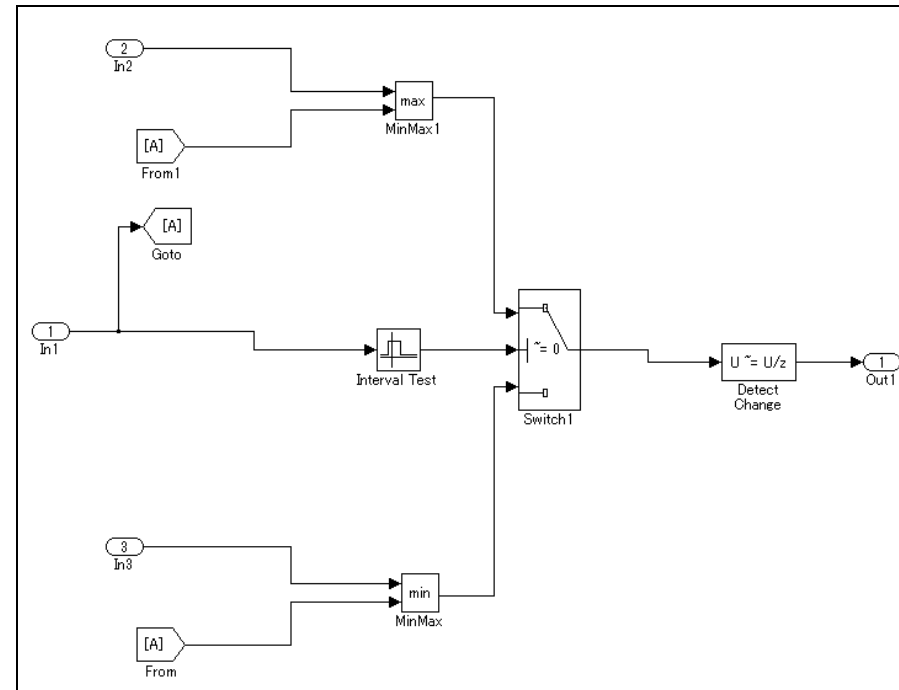 2
In2
max
MinMax1
[A]
From1
[A]
Goto
1
In1
Interval Test
~= 0
Switch1
U ~= U/z
Detect
Change
1
Out1
3
In3
min
MinMax
[A]
From